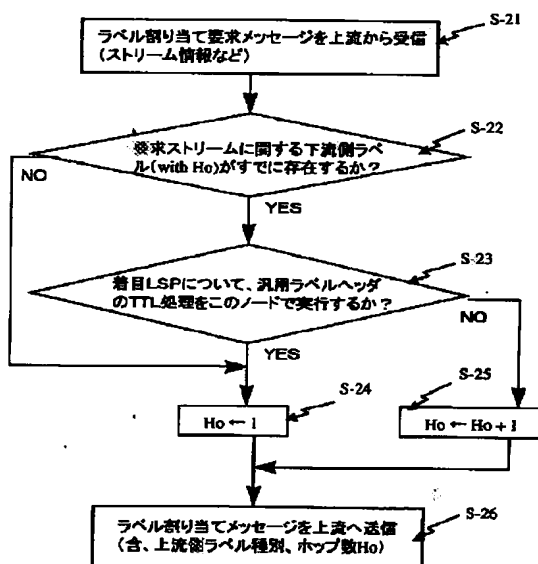 S-21
ラベル割り当て要求メッセージを上流から受信
(ストリーム情報など)
S-22
要求ストリームに関する下流側ラベ
ル(with Ho)がすでに存在するか？
NO
YES
S-23
着目LSPについて、汎用ラベルヘッダ
のTTL処理をこのノードで実行するか？
NO
YES
S-24
S-25
Ho ← 1
Ho ← Ho + 1
S-26
ラベル割り当てメッセージを上流へ送信
(含、上流側ラベル種別、ホップ数Ho)